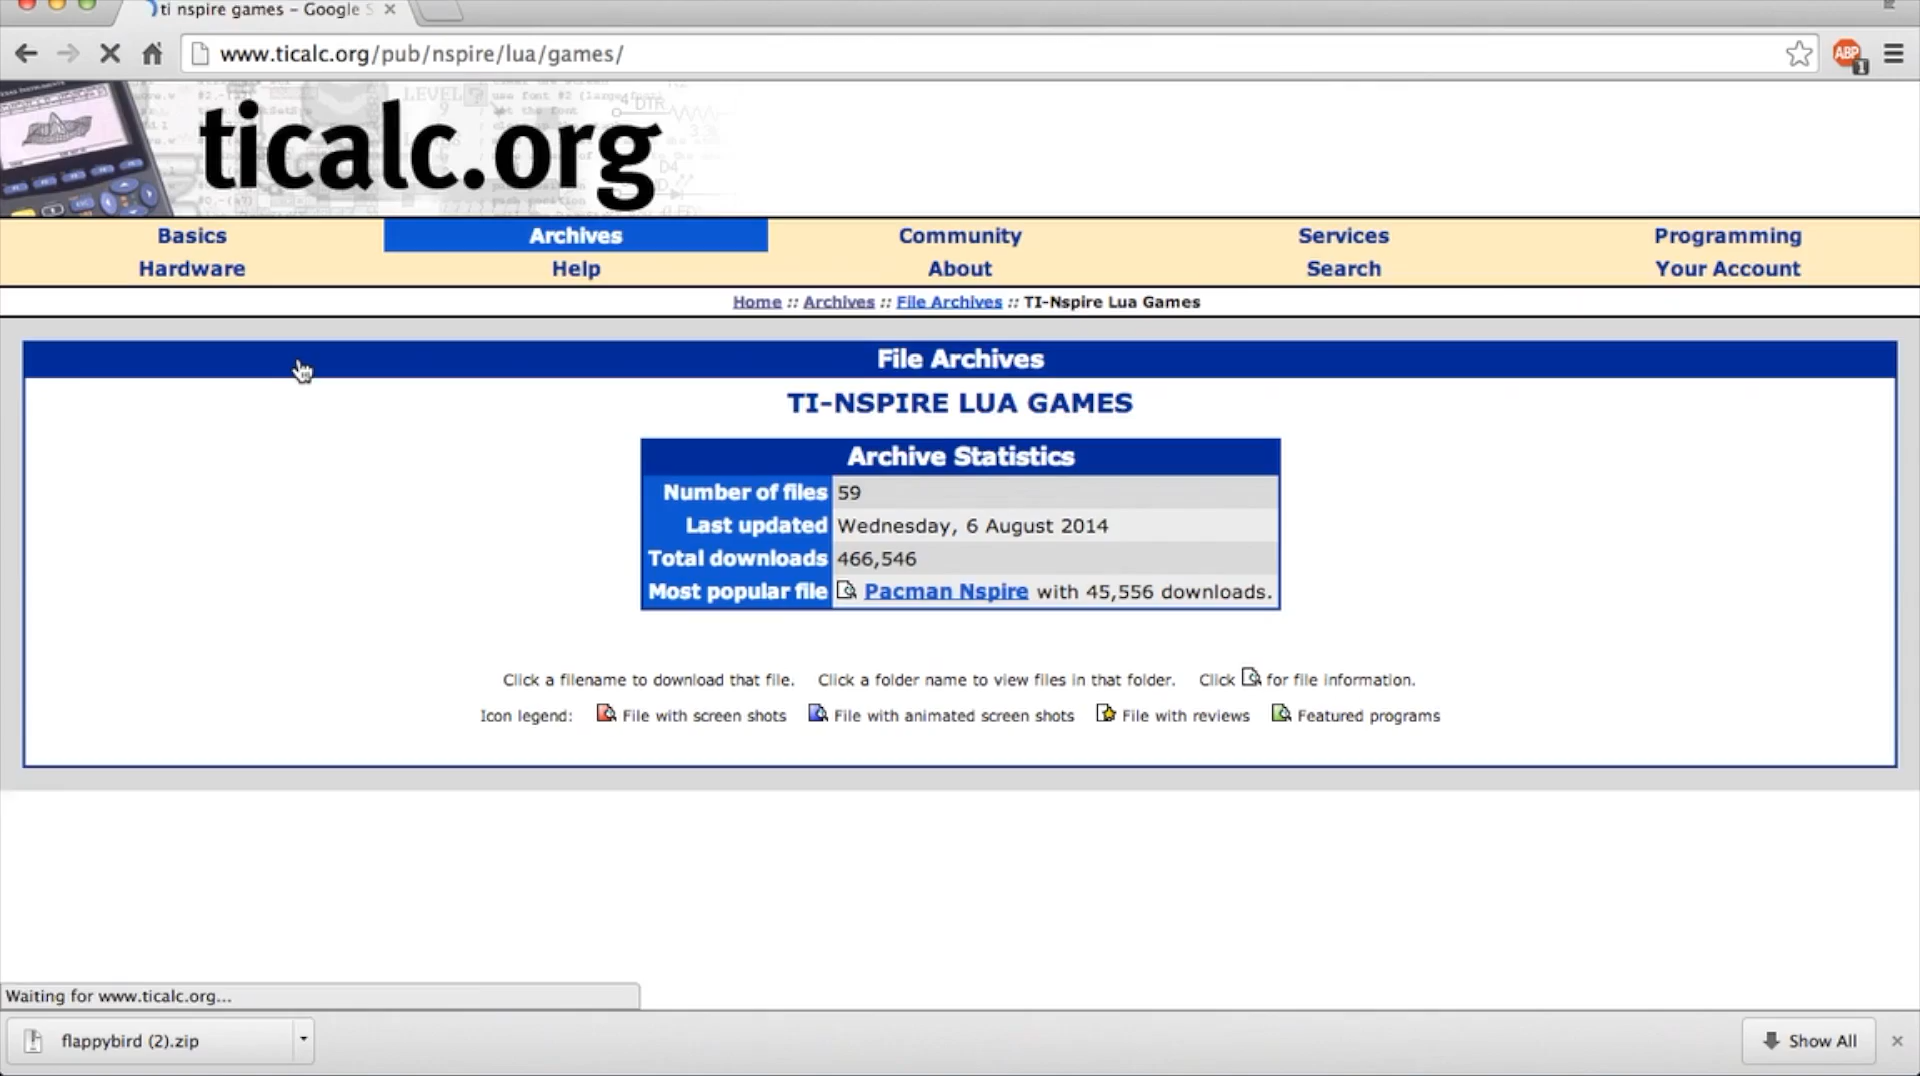 ti nspire games – Google S
www.ticalc.org/pub/nspire/lua/games/
ABP
1
ticalc.org
Basics Archives Community Services Programming
Hardware Help About Search Your Account
Home :: Archives :: File Archives :: TI-Nspire Lua Games
File Archives
TI-NSPIRE LUA GAMES
Archive Statistics
Number of files 59
Last updated Wednesday, 6 August 2014
Total downloads 466,546
Most popular file Pacman Nspire with 45,556 downloads.
Click a filename to download that file. Click a folder name to view files in that folder. Click for file information.
Icon legend: File with screen shots File with animated screen shots File with reviews Featured programs
Waiting for www.ticalc.org...
flappybird (2).zip
Show All